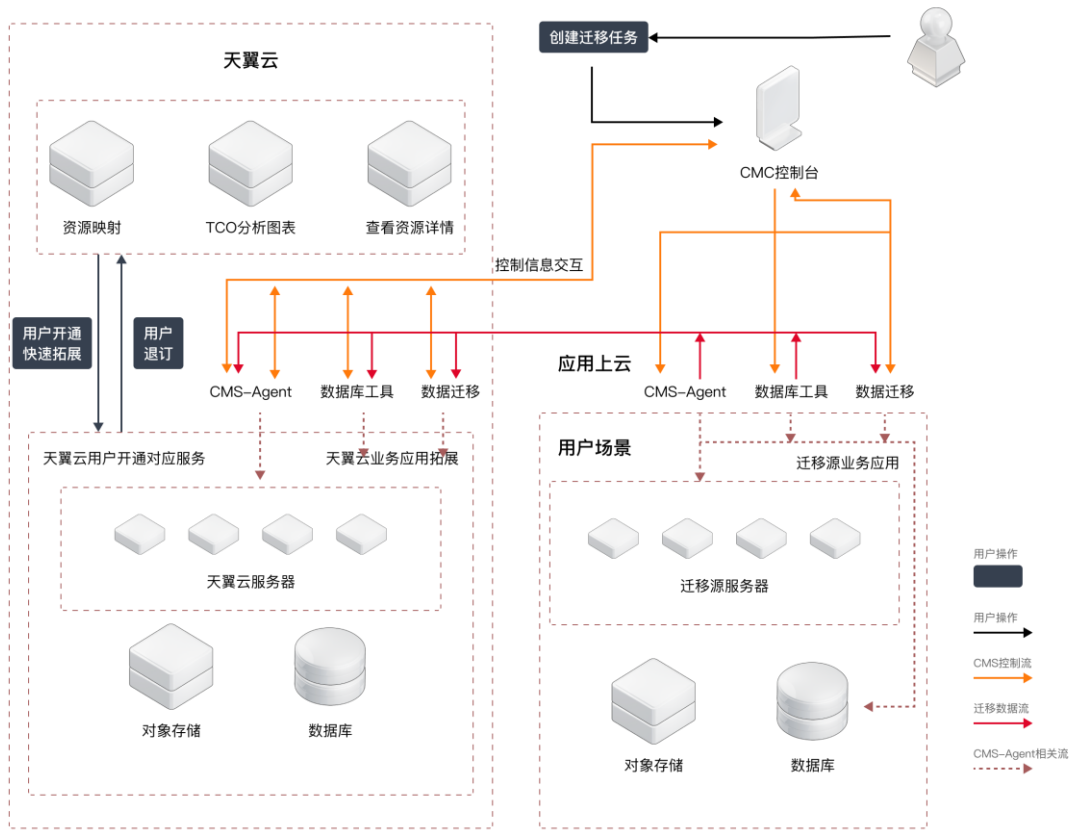 创建迁移任务
天翼云
CMC控制台
资源映射
TCO分析图表
查看资源详情
控制信息交互
用户开通
快速拓展
用户
退订
应用上云
CMS-Agent
数据库工具
数据迁移
CMS-Agent
数据库工具
数据迁移
天翼云用户开通对应服务
天翼云业务应用拓展
用户场景
迁移源业务应用
天翼云服务器
迁移源服务器
对象存储
数据库
对象存储
数据库
用户操作
用户操作
CMS控制流
迁移数据流
CMS-Agent相关流